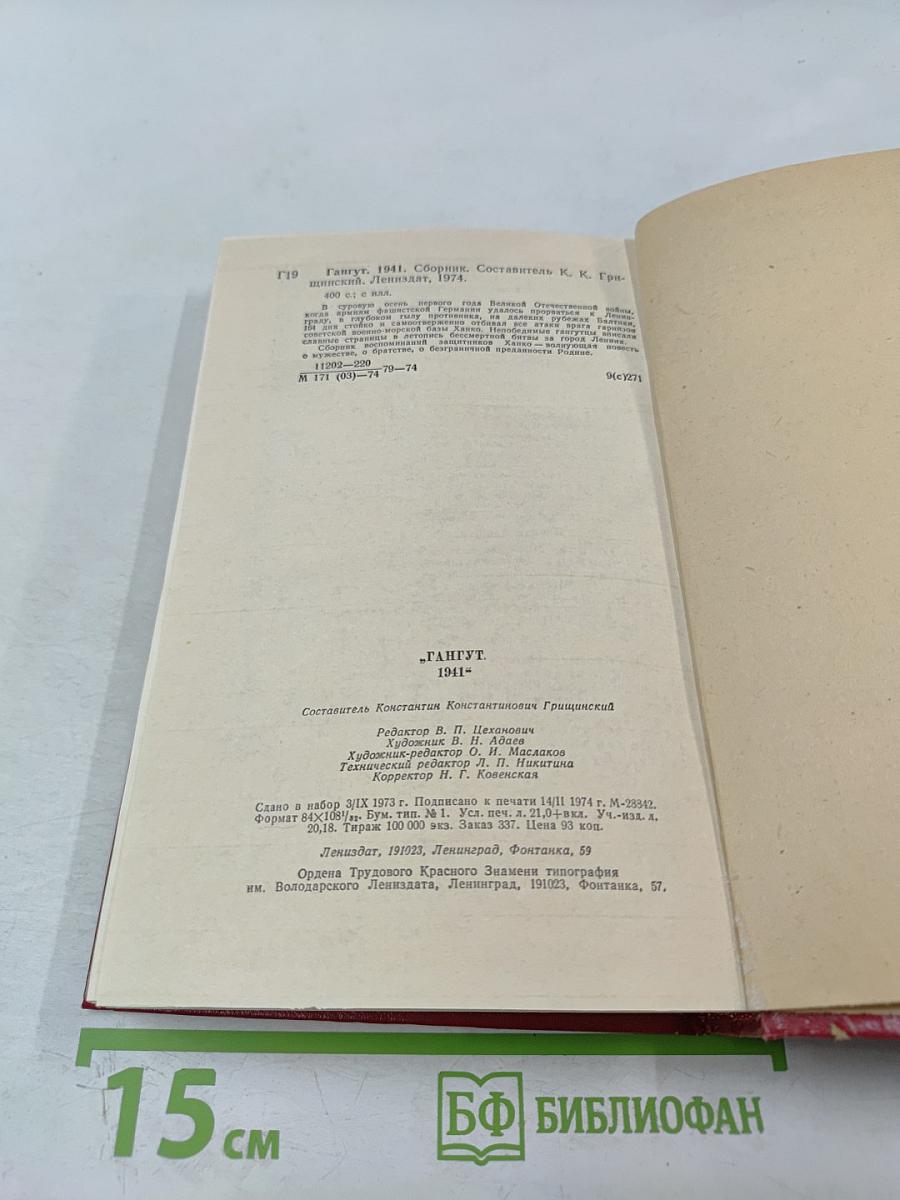 Г19 Гангут. 1941. Сборник. Составитель К. К. Гри-
щинский. Лениздат, 1974.
400 с.; с илл.
В суровую осень первого года Великой Отечественной войны,
когда армиям фашистской Германии удалось прорваться к Ленин-
граду, в глубоком тылу противника, на далеких рубежах Балтики,
164 дня стойко и самоотверженно отбивал все атаки врага гарнизон
советской военно-морской базы Ханко. Непобедимые гангутцы вписали
славные страницы в летопись бессмертной битвы за город Ленина.
Сборник воспоминаний защитников Ханко — волнующая повесть
о мужестве, о братстве, о безграничной преданности Родине.
11202—220
М 171 (03)—74 79—74 9(с)271
„ГАНГУТ.
1941“
Составитель Константин Константинович Грищинский
Редактор В. П. Цеханович
Художник В. Н. Адаев
Художник-редактор О. И. Маслаков
Технический редактор Л. П. Никитина
Корректор Н. Г. Ковенская
Сдано в набор 3/IX 1973 г. Подписано к печати 14/II 1974 г. М-28342.
Формат 84×108¹/₃₂. Бум. тип. № 1. Усл. печ. л. 21,0+вкл. Уч.-изд. л.
20,18. Тираж 100 000 экз. Заказ 337. Цена 93 коп.
Лениздат, 191023, Ленинград, Фонтанка, 59
Ордена Трудового Красного Знамени типография
им. Володарского Лениздата, Ленинград, 191023, Фонтанка, 57.
15 см
БФ БИБЛИОФАН